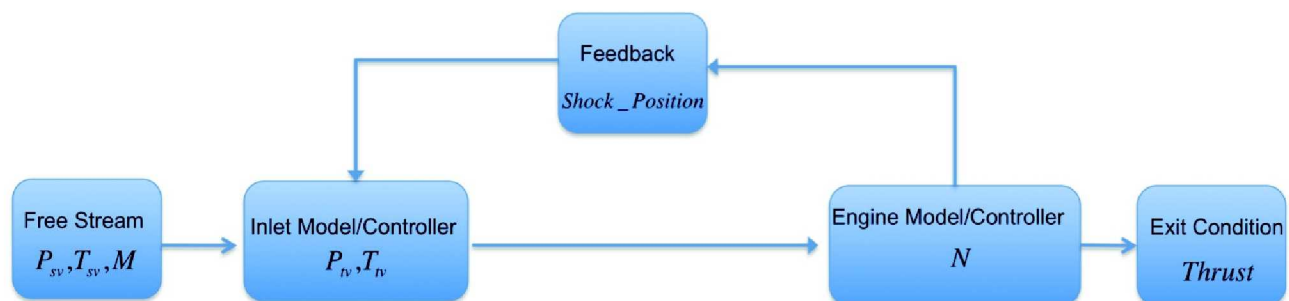 Feedback
Shock _ Position
Free Stream
P_sv, T_sv, M
Inlet Model/Controller
P_tv, T_tv
Engine Model/Controller
N
Exit Condition
Thrust